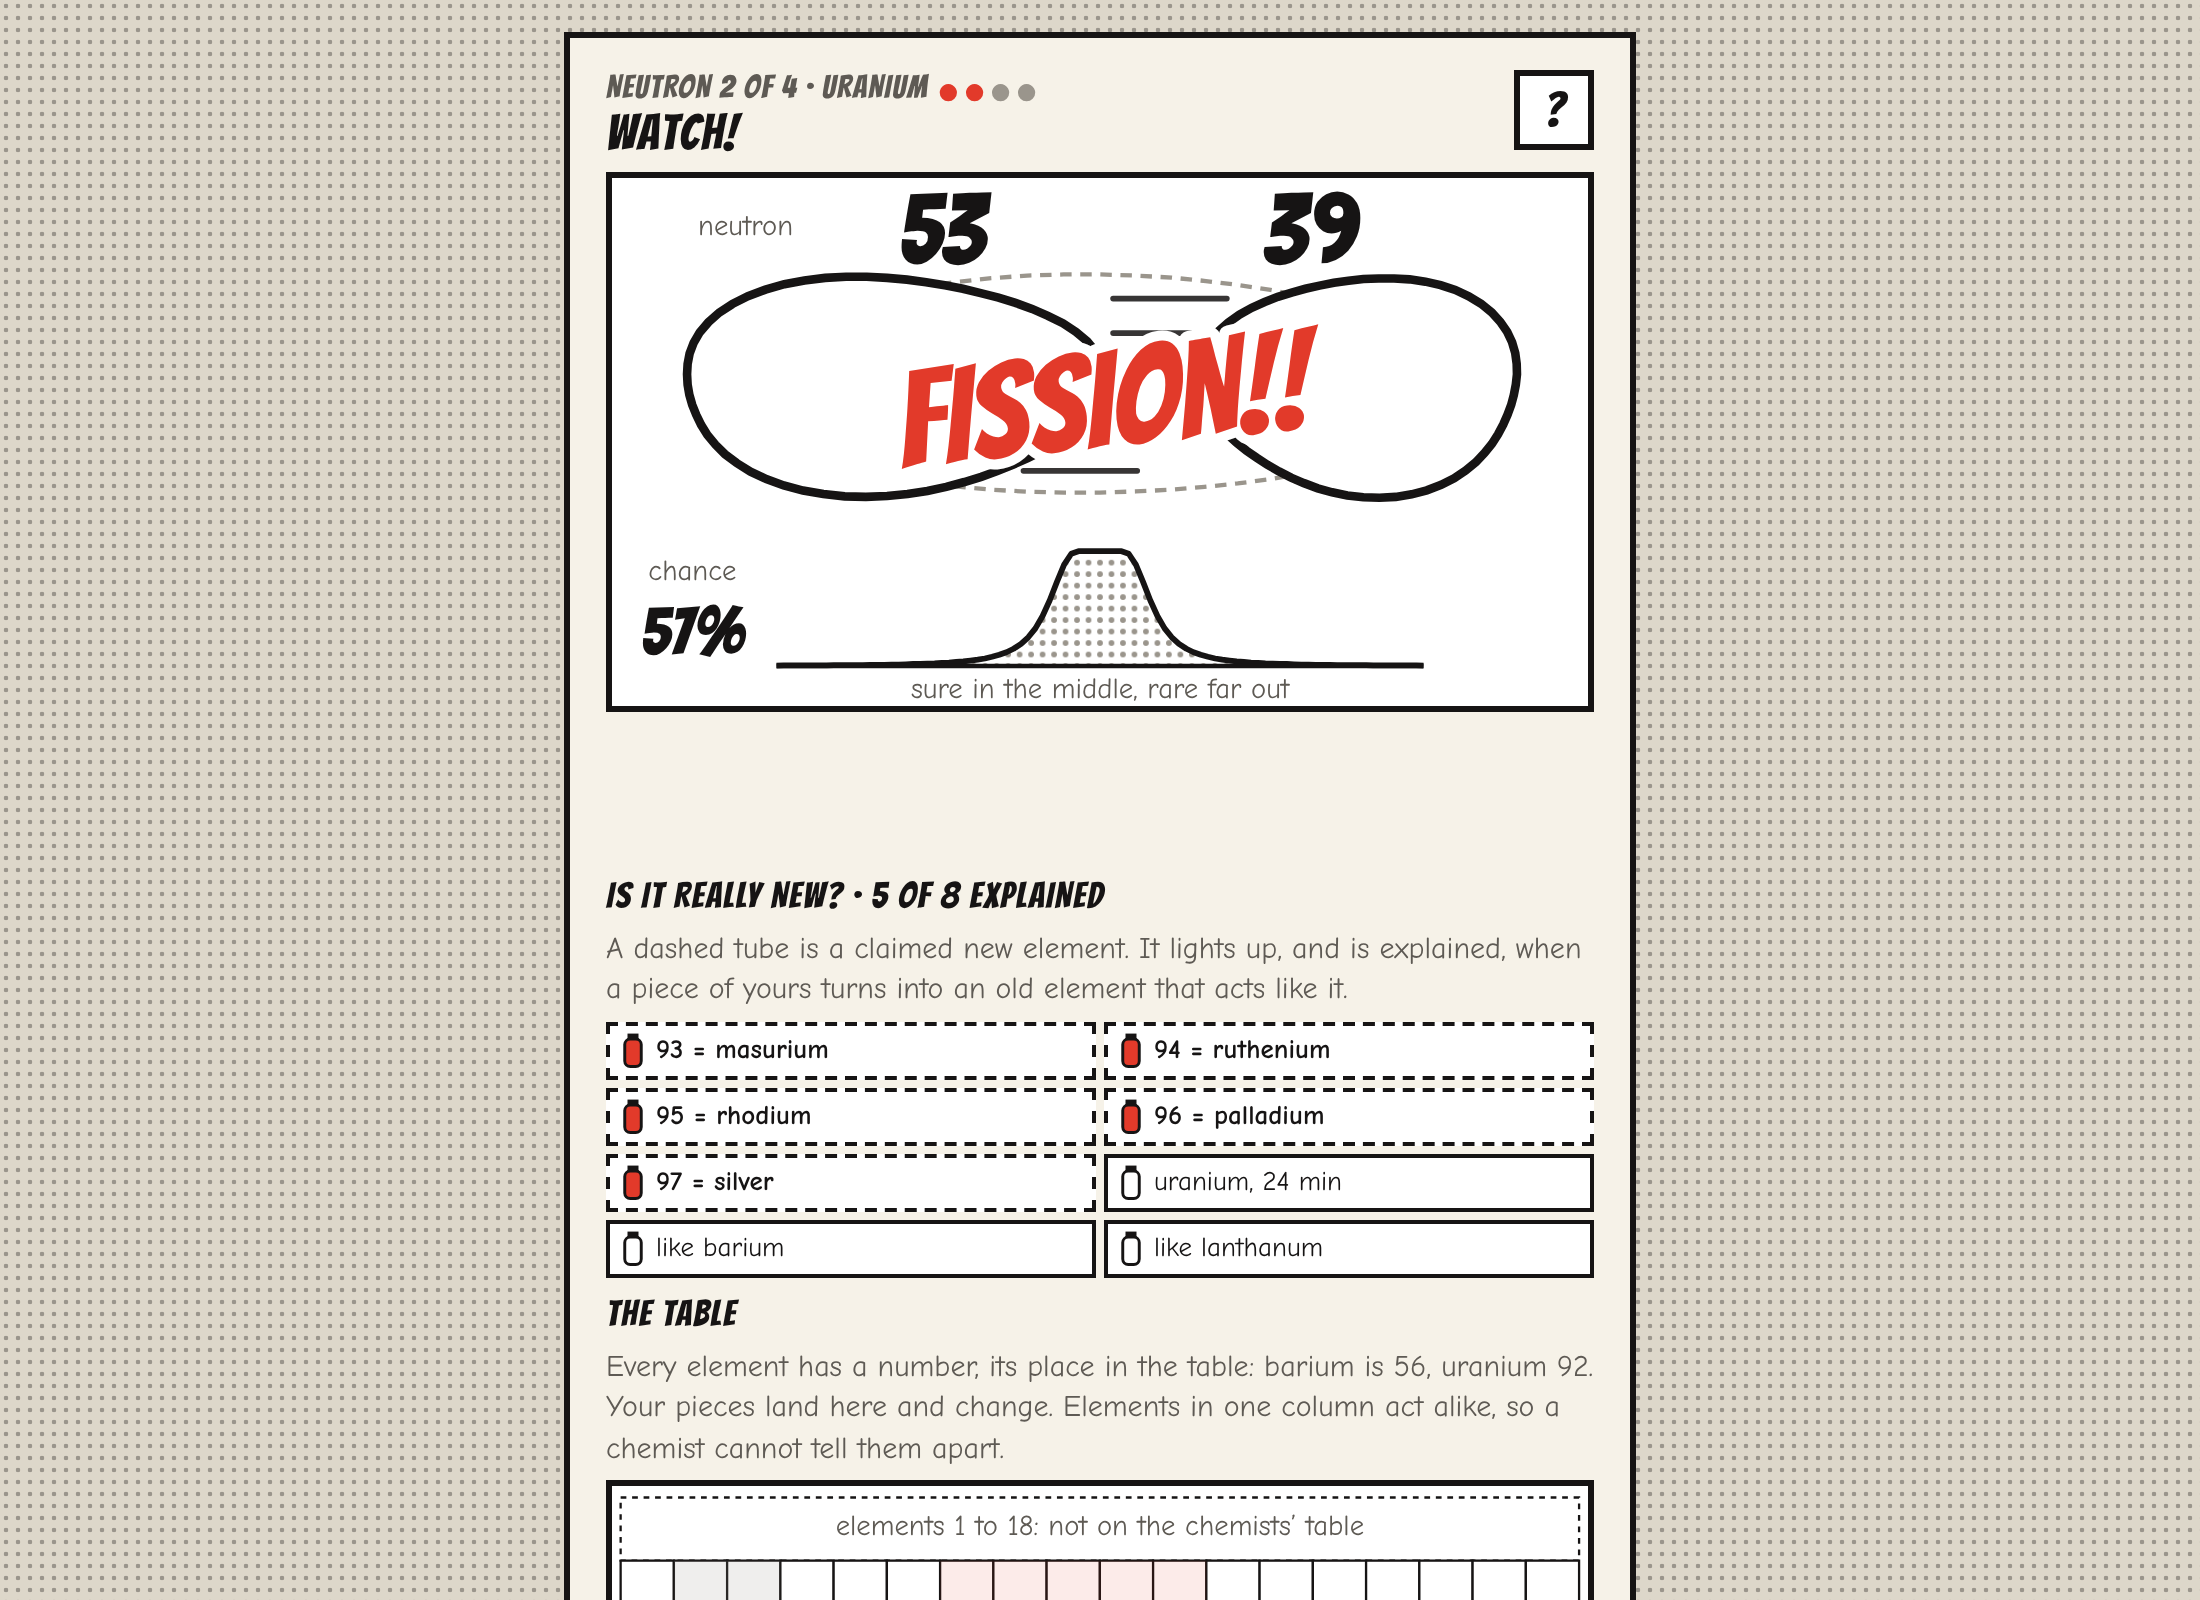 NEUTRON 2 OF 4 · URANIUM
WATCH!
?
neutron
53
39
FISSION!!
chance
57%
sure in the middle, rare far out
IS IT REALLY NEW? · 5 OF 8 EXPLAINED
A dashed tube is a claimed new element. It lights up, and is explained, when
a piece of yours turns into an old element that acts like it.
93 = masurium
94 = ruthenium
95 = rhodium
96 = palladium
97 = silver
uranium, 24 min
like barium
like lanthanum
THE TABLE
Every element has a number, its place in the table: barium is 56, uranium 92.
Your pieces land here and change. Elements in one column act alike, so a
chemist cannot tell them apart.
elements 1 to 18: not on the chemists’ table